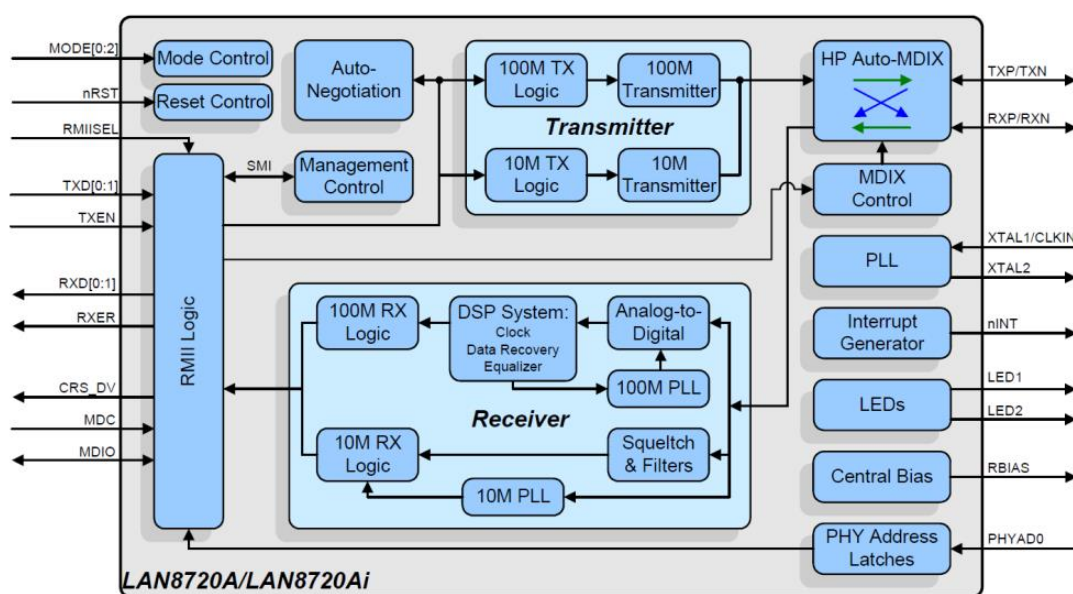 MODE[0:2]
nRST
RMIISEL
TXD[0:1]
TXEN
RXD[0:1]
RXER
CRS_DV
MDC
MDIO
Mode Control
Reset Control
Auto-
Negotiation
SMI
Management
Control
RMII Logic
100M TX
Logic
100M
Transmitter
Transmitter
10M TX
Logic
10M
Transmitter
100M RX
Logic
DSP System:
Clock
Data Recovery
Equalizer
Analog-to-
Digital
100M PLL
Receiver
10M RX
Logic
Squeltch
& Filters
10M PLL
HP Auto-MDIX
MDIX
Control
PLL
Interrupt
Generator
LEDs
Central Bias
PHY Address
Latches
TXP/TXN
RXP/RXN
XTAL1/CLKIN
XTAL2
nINT
LED1
LED2
RBIAS
PHYAD0
LAN8720A/LAN8720Ai